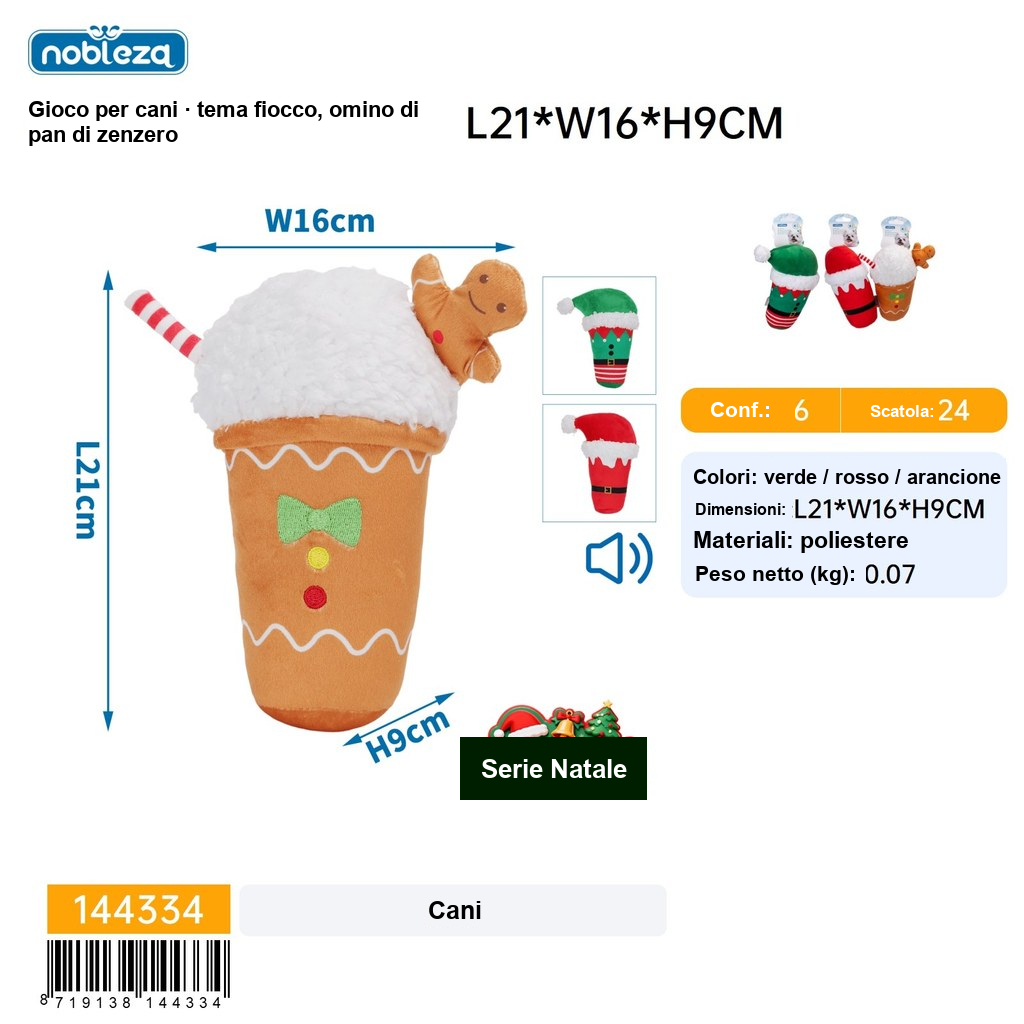 nobleza
Gioco per cani · tema fiocco, omino di
pan di zenzero
L21*W16*H9CM
W16cm
L21cm
H9cm
Conf.: 6
Scatola: 24
Colori: verde / rosso / arancione
Dimensioni: L21*W16*H9CM
Materiali: poliestere
Peso netto (kg): 0.07
Serie Natale
144334
Cani
8 719138 144334